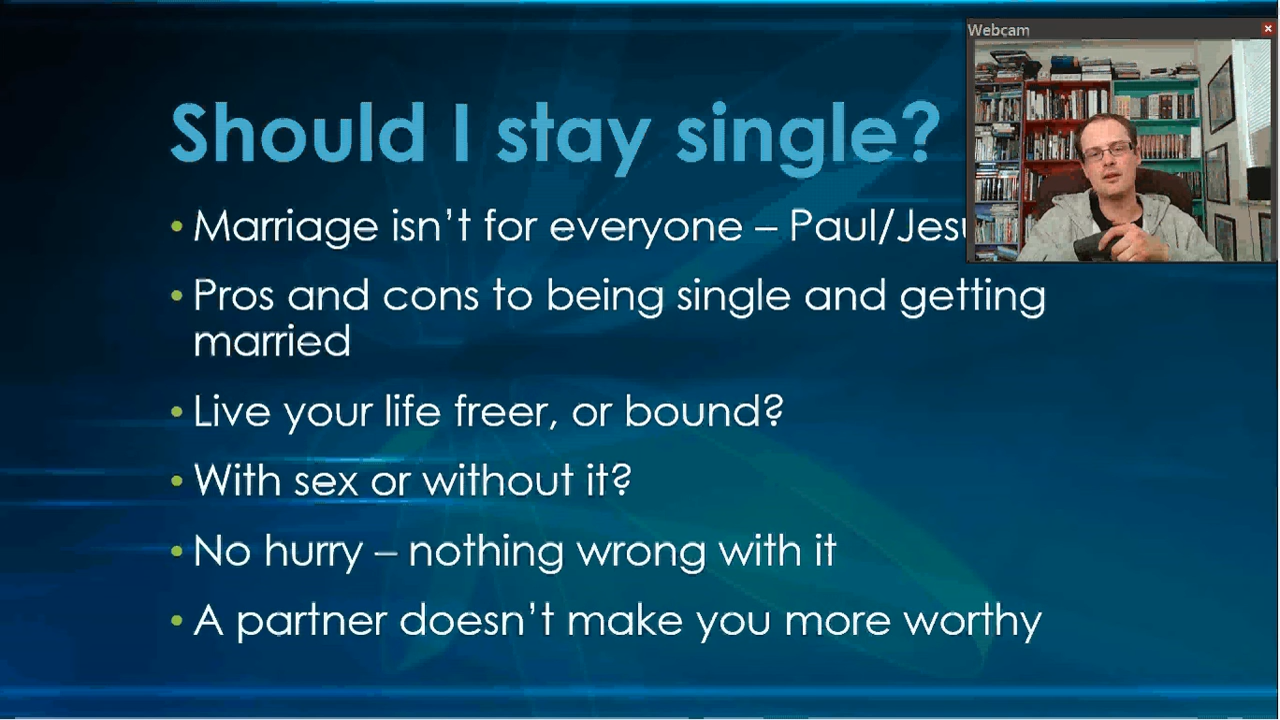 Webcam
Should I stay single?
• Marriage isn't for everyone – Paul/
• Pros and cons to being single and getting
married
• Live your life freer, or bound?
• With sex or without it?
• No hurry – nothing wrong with it
• A partner doesn't make you more worthy